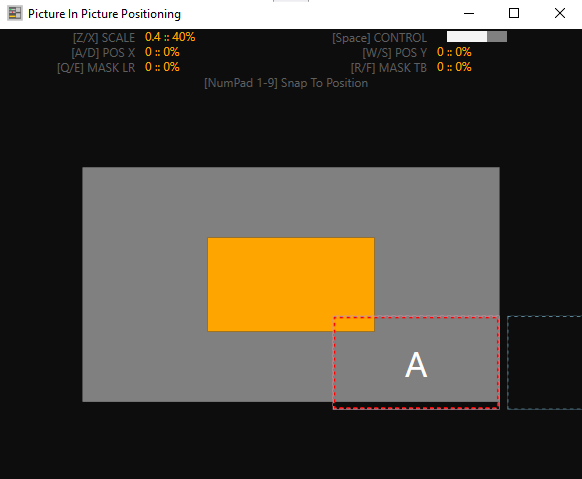 Picture In Picture Positioning
[Z/X] SCALE 0.4 :: 40% [Space] CONTROL
[A/D] POS X 0 :: 0% [W/S] POS Y 0 :: 0%
[Q/E] MASK LR 0 :: 0% [R/F] MASK TB 0 :: 0%
[NumPad 1-9] Snap To Position
A